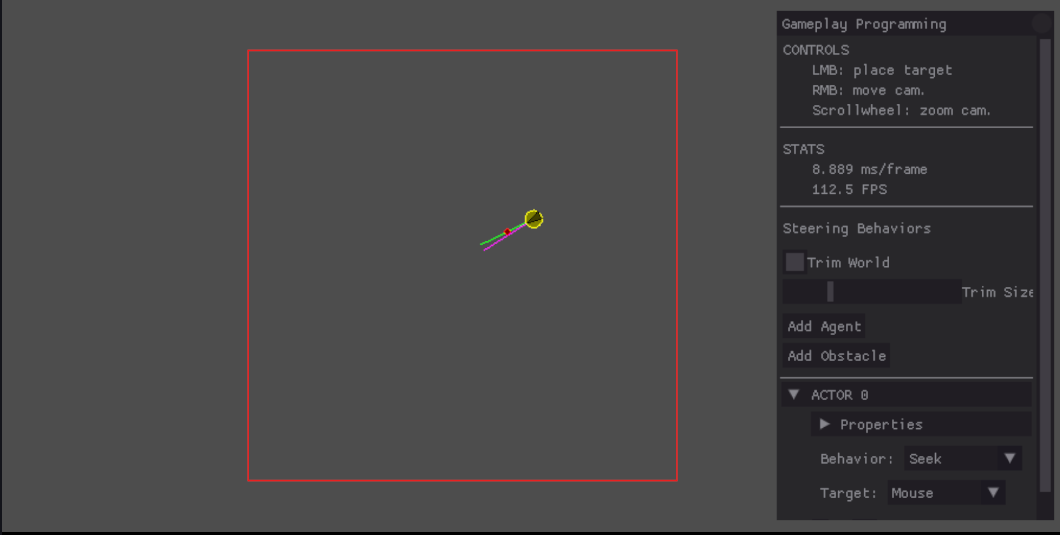 Gameplay Programming
CONTROLS
LMB: place target
RMB: move cam.
Scrollwheel: zoom cam.
STATS
8.889 ms/frame
112.5 FPS
Steering Behaviors
Trim World
Trim Size
Add Agent
Add Obstacle
ACTOR 0
Properties
Behavior: Seek
Target: Mouse